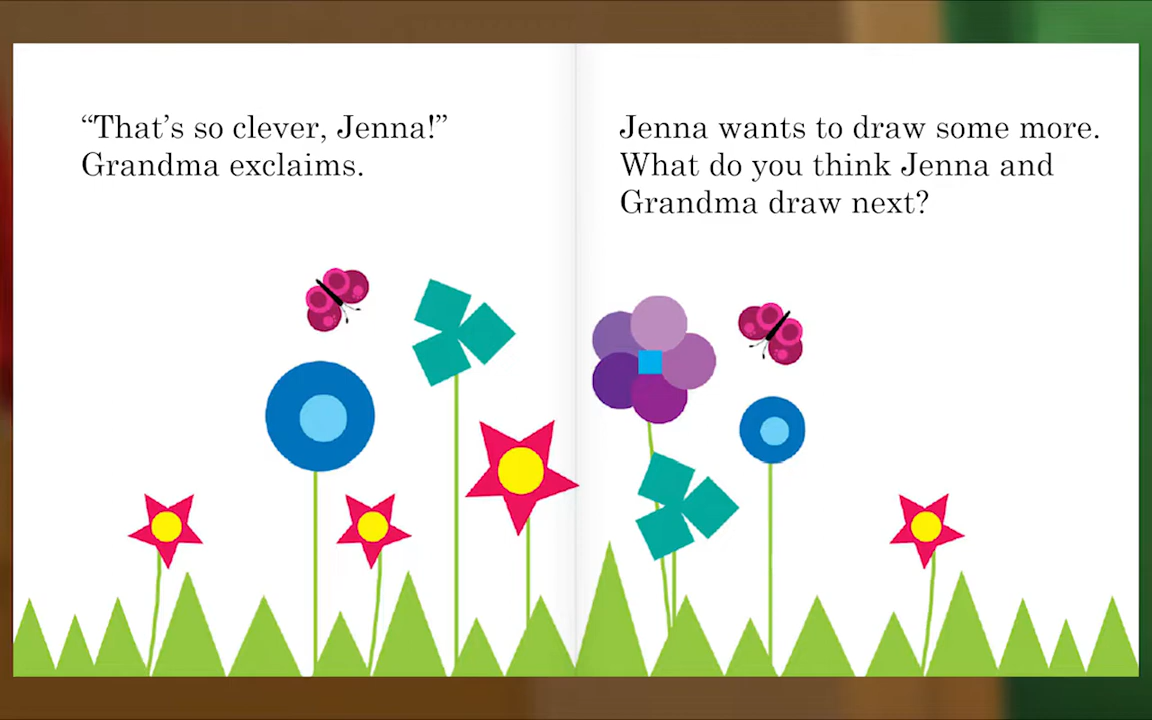 “That’s so clever, Jenna!”
Grandma exclaims.
Jenna wants to draw some more.
What do you think Jenna and
Grandma draw next?